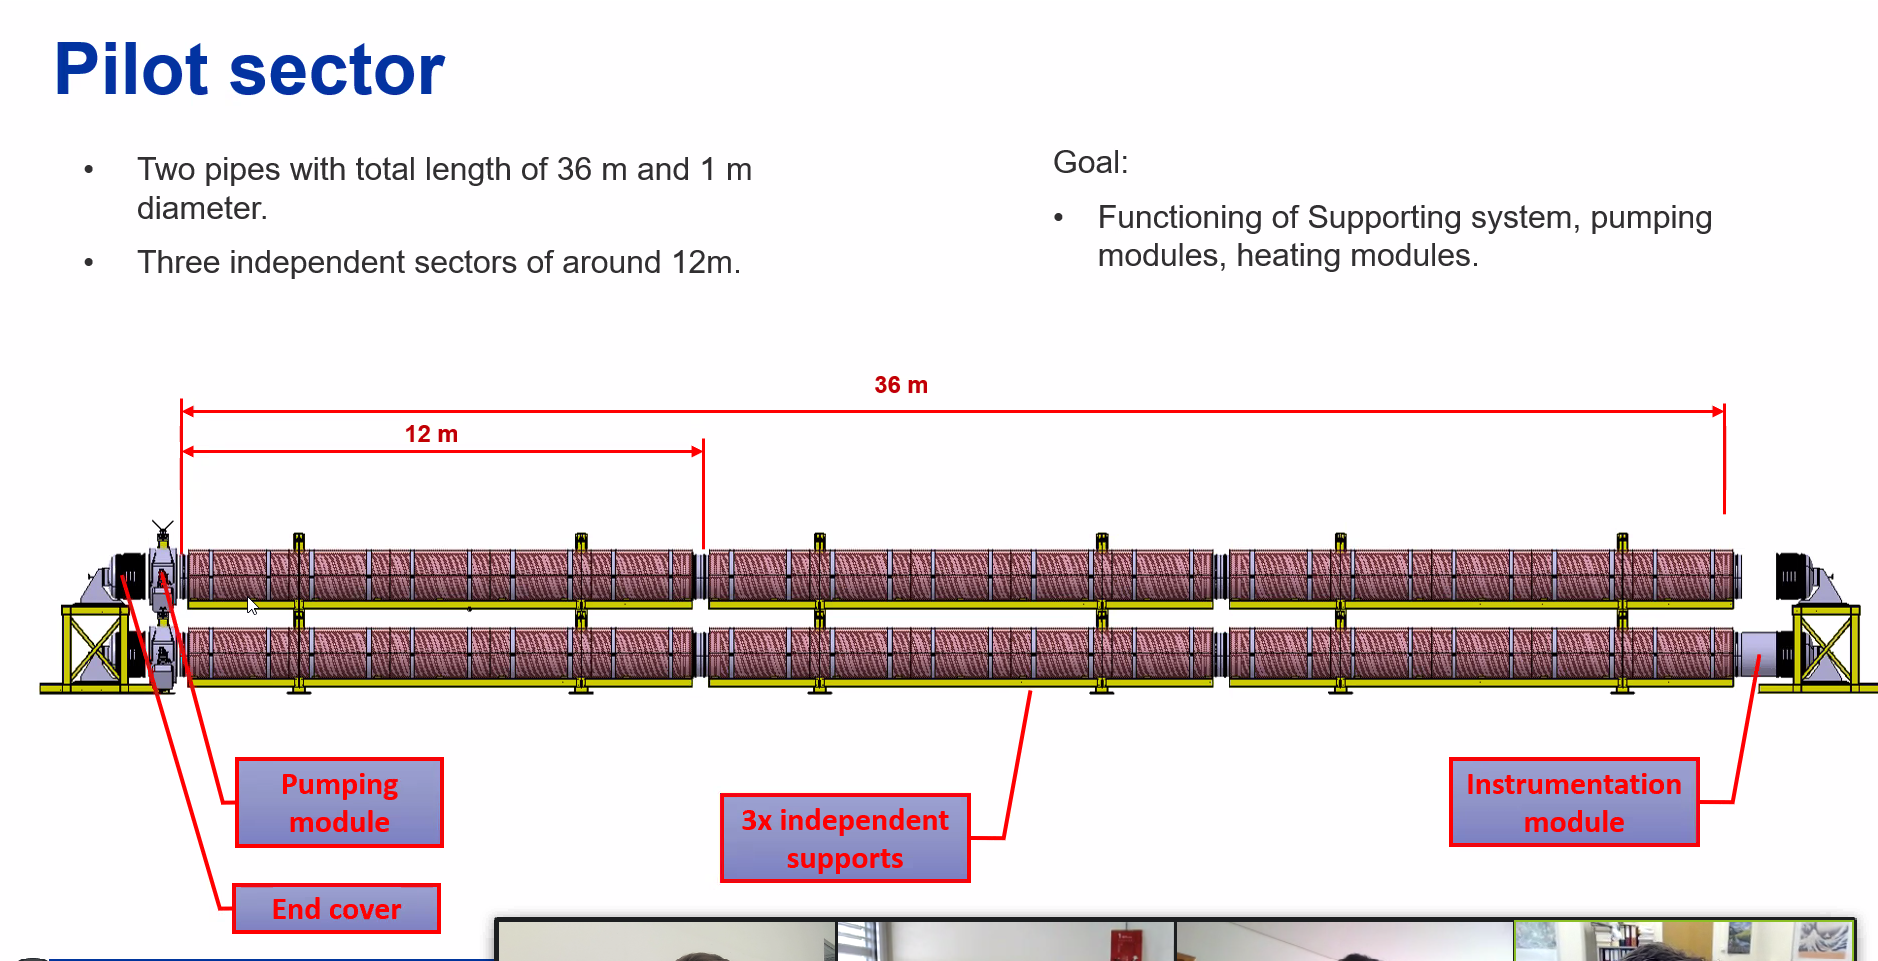 Pilot sector
• Two pipes with total length of 36 m and 1 m
diameter.
• Three independent sectors of around 12m.
Goal:
• Functioning of Supporting system, pumping
modules, heating modules.
36 m
12 m
Pumping
module
3x independent
supports
Instrumentation
module
End cover